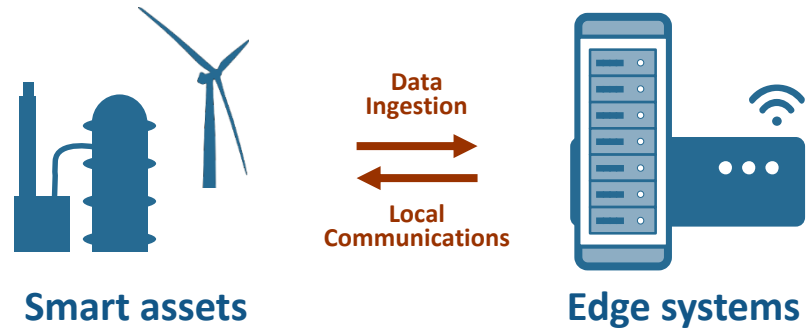 Data
Ingestion
Local
Communications
Smart assets
Edge systems